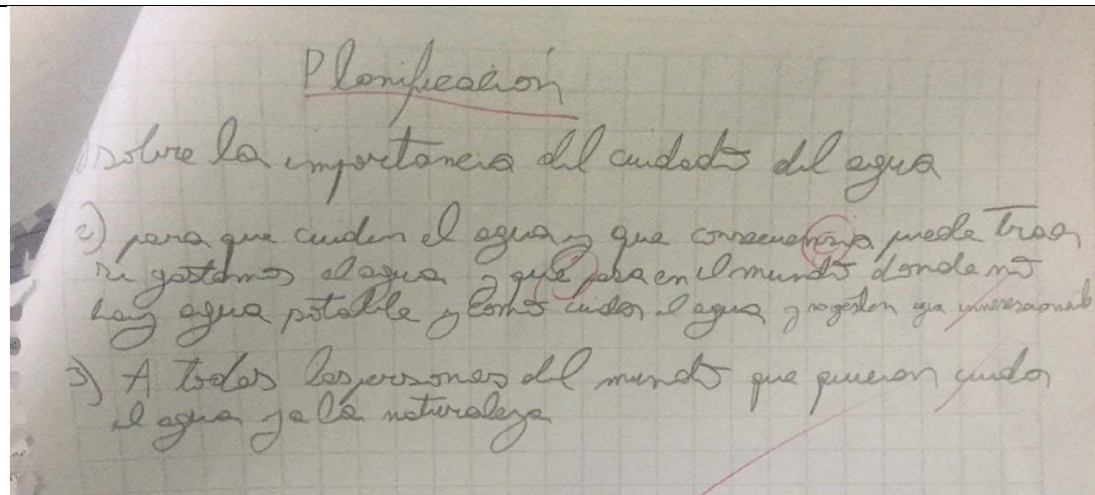 Planificación
1) sobre la importancia del cuidado del agua
2) para que cuiden el agua y que consecuencia puede traer
si gastamos el agua y que pasa en el mundo donde no
hay agua potable y como cuidar el agua y no gasten agua
3) A todas las personas del mundo que quieran cuidar
el agua y a la naturaleza